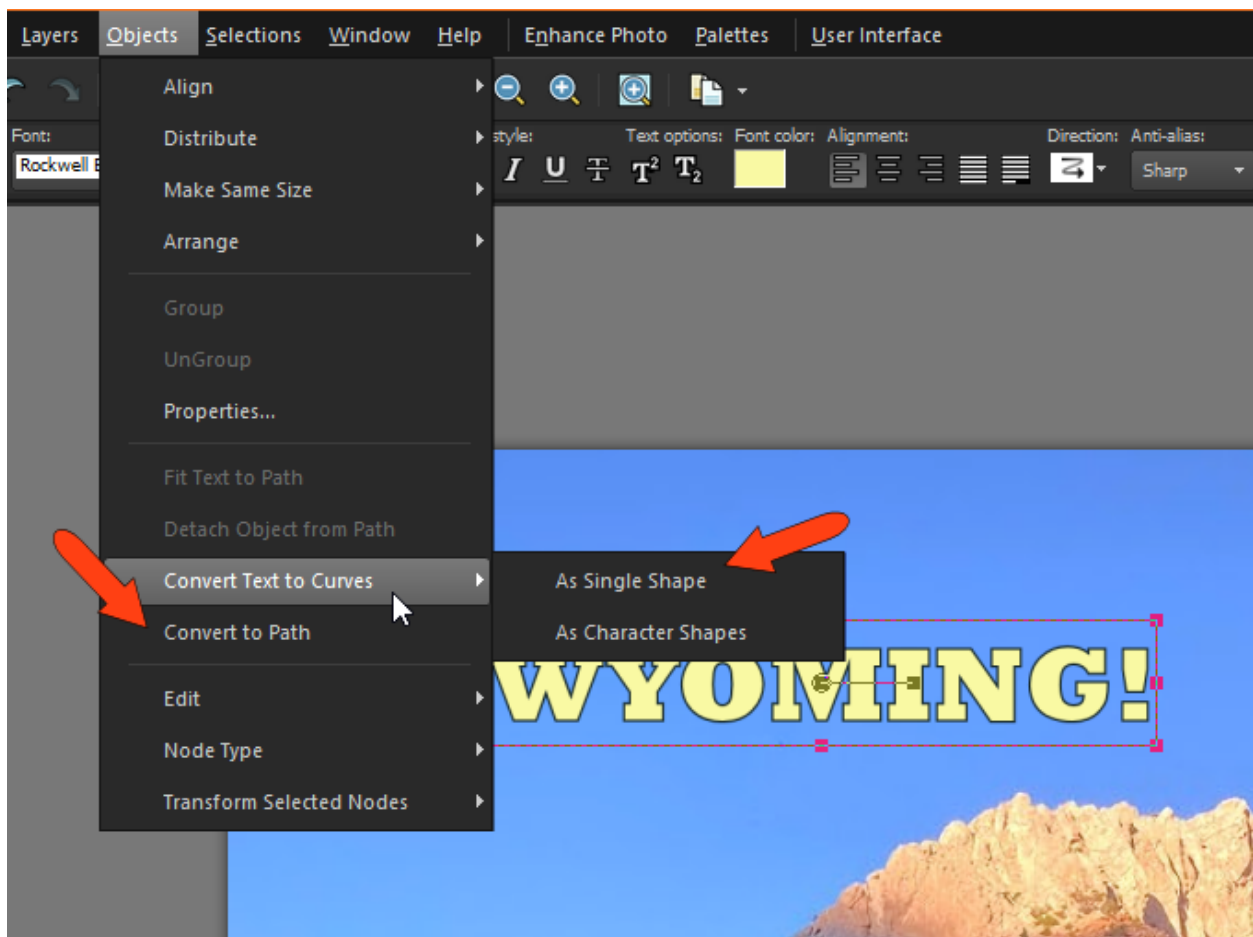 Layers Objects Selections Window Help Enhance Photo Palettes User Interface
Font: style: Text options: Font color: Alignment: Direction: Anti-alias:
Rockwell I U T T² T₂ Sharp
Align
Distribute
Make Same Size
Arrange
Group
UnGroup
Properties...
Fit Text to Path
Detach Object from Path
Convert Text to Curves
As Single Shape
Convert to Path
As Character Shapes
Edit
Node Type
Transform Selected Nodes
WYOMING!